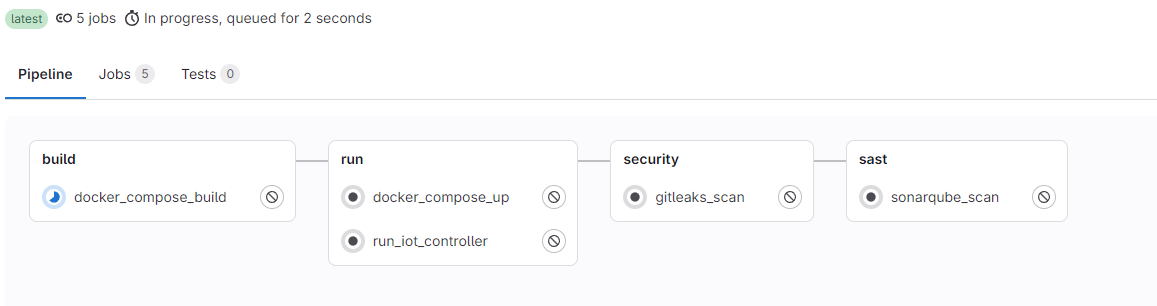 latest 5 jobs In progress, queued for 2 seconds
Pipeline Jobs 5 Tests 0
build run security sast
docker_compose_build docker_compose_up gitleaks_scan sonarqube_scan
run_iot_controller